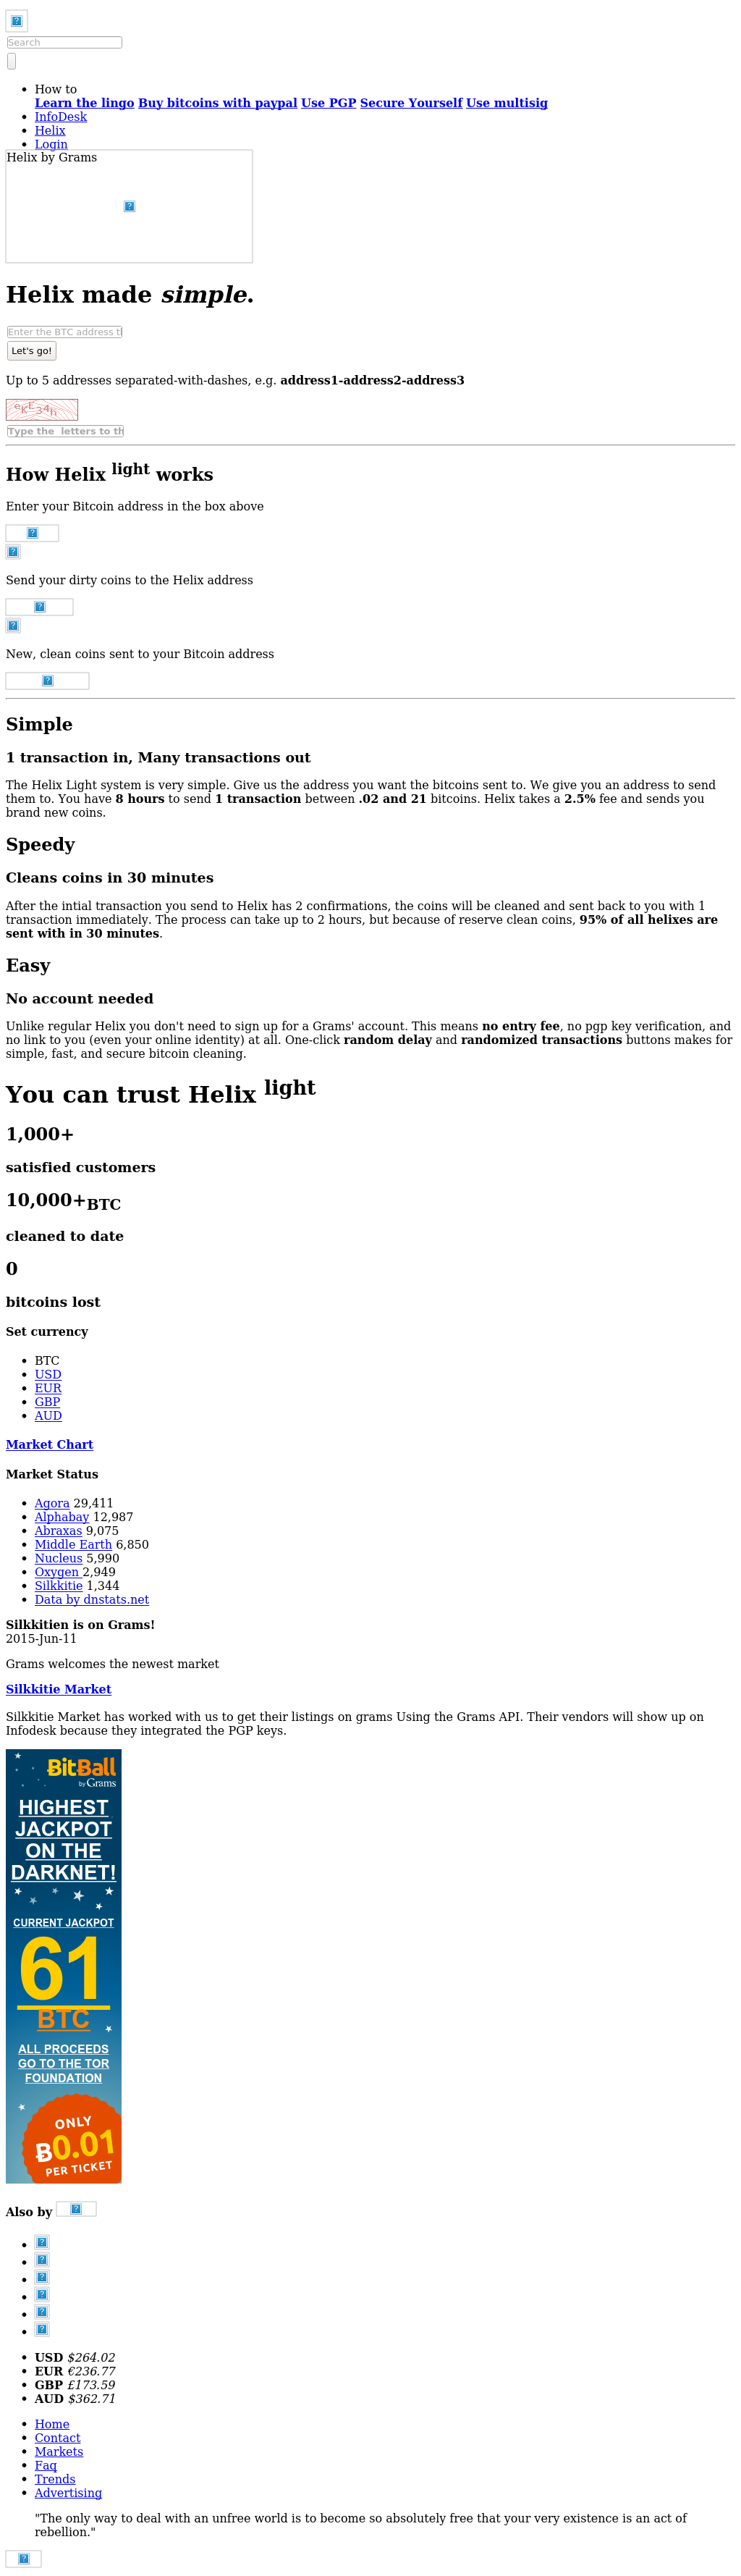 Search
How to
Learn the lingo Buy bitcoins with paypal Use PGP Secure Yourself Use multisig
InfoDesk
Helix
Login
Helix by Grams
Helix made simple.
Enter the BTC address
Let's go!
Up to 5 addresses separated-with-dashes, e.g. address1-address2-address3
eKE34h
Type the letters to th
How Helix light works
Enter your Bitcoin address in the box above
Send your dirty coins to the Helix address
New, clean coins sent to your Bitcoin address
Simple
1 transaction in, Many transactions out
The Helix Light system is very simple. Give us the address you want the bitcoins sent to. We give you an address to send
them to. You have 8 hours to send 1 transaction between .02 and 21 bitcoins. Helix takes a 2.5% fee and sends you
brand new coins.
Speedy
Cleans coins in 30 minutes
After the intial transaction you send to Helix has 2 confirmations, the coins will be cleaned and sent back to you with 1
transaction immediately. The process can take up to 2 hours, but because of reserve clean coins, 95% of all helixes are
sent with in 30 minutes.
Easy
No account needed
Unlike regular Helix you don't need to sign up for a Grams' account. This means no entry fee, no pgp key verification, and
no link to you (even your online identity) at all. One-click random delay and randomized transactions buttons makes for
simple, fast, and secure bitcoin cleaning.
You can trust Helix light
1,000+
satisfied customers
10,000+BTC
cleaned to date
0
bitcoins lost
Set currency
BTC
USD
EUR
GBP
AUD
Market Chart
Market Status
Agora 29,411
Alphabay 12,987
Abraxas 9,075
Middle Earth 6,850
Nucleus 5,990
Oxygen 2,949
Silkkitie 1,344
Data by dnstats.net
Silkkitien is on Grams!
2015-Jun-11
Grams welcomes the newest market
Silkkitie Market
Silkkitie Market has worked with us to get their listings on grams Using the Grams API. Their vendors will show up on
Infodesk because they integrated the PGP keys.
BitBall
by Grams
HIGHEST
JACKPOT
ON THE
DARKNET!
CURRENT JACKPOT
61
BTC
ALL PROCEEDS
GO TO THE TOR
FOUNDATION
ONLY
Ƀ0.01
PER TICKET
Also by
USD $264.02
EUR €236.77
GBP £173.59
AUD $362.71
Home
Contact
Markets
Faq
Trends
Advertising
"The only way to deal with an unfree world is to become so absolutely free that your very existence is an act of
rebellion."